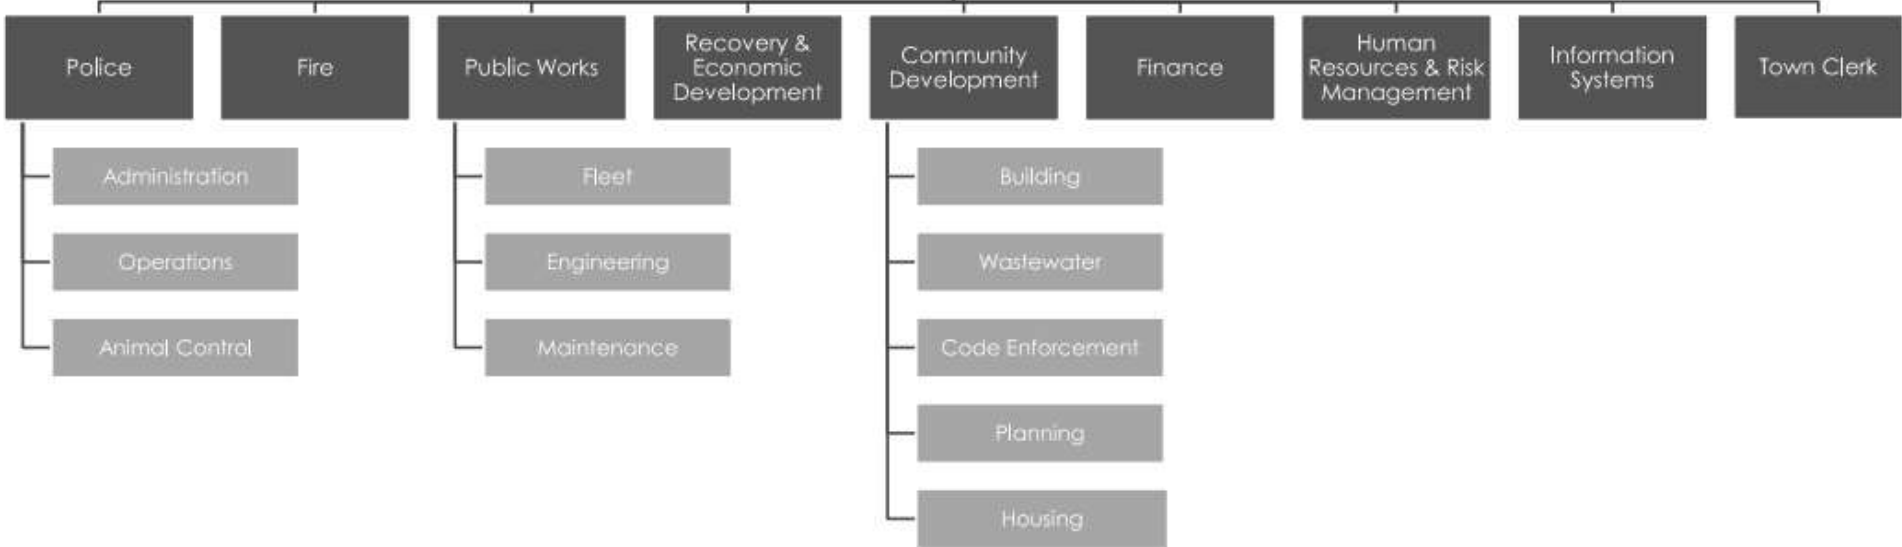 Police
Fire
Public Works
Recovery &
Economic
Development
Community
Development
Finance
Human
Resources & Risk
Management
Information
Systems
Town Clerk
Administration
Operations
Animal Control
Fleet
Engineering
Maintenance
Building
Wastewater
Code Enforcement
Planning
Housing